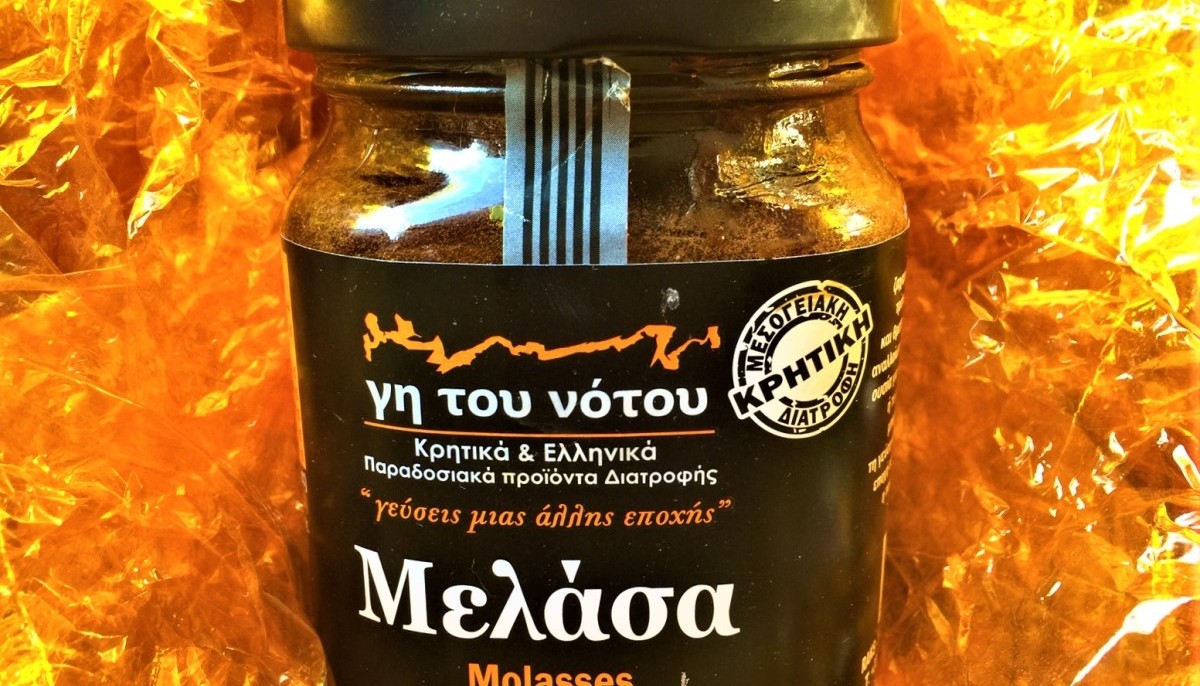 γη του νότου
Κρητικά & Ελληνικά
Παραδοσιακά προϊόντα Διατροφής
“γεύσεις μιας άλλης εποχής”
Μελάσα
Molasses
ΜΕΣΟΓΕΙΑΚΗ
ΚΡΗΤΙΚΗ
ΔΙΑΤΡΟΦΗ